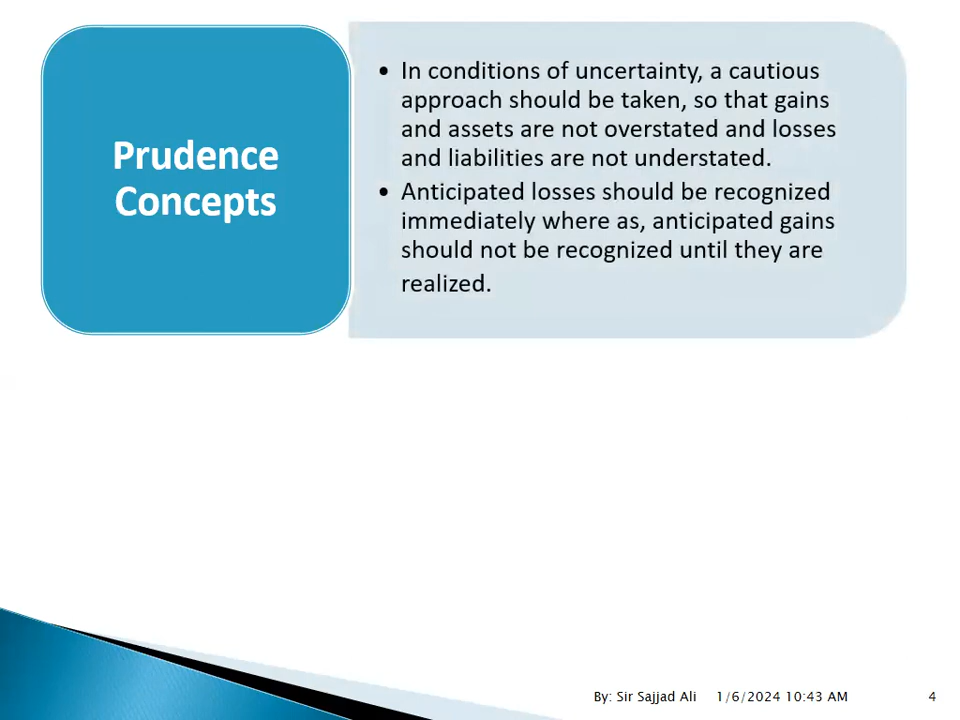 Prudence
Concepts
• In conditions of uncertainty, a cautious
approach should be taken, so that gains
and assets are not overstated and losses
and liabilities are not understated.
• Anticipated losses should be recognized
immediately where as, anticipated gains
should not be recognized until they are
realized.
By: Sir Sajjad Ali 1/6/2024 10:43 AM 4